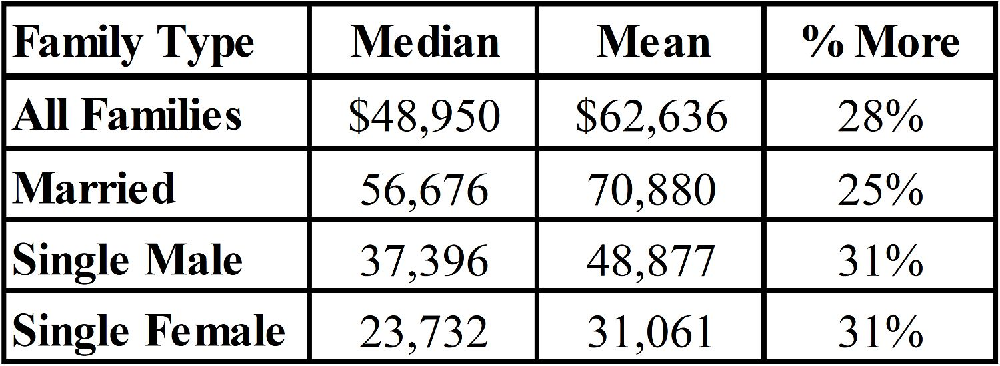 Family Type Median Mean % More
All Families $48,950 $62,636 28%
Married 56,676 70,880 25%
Single Male 37,396 48,877 31%
Single Female 23,732 31,061 31%